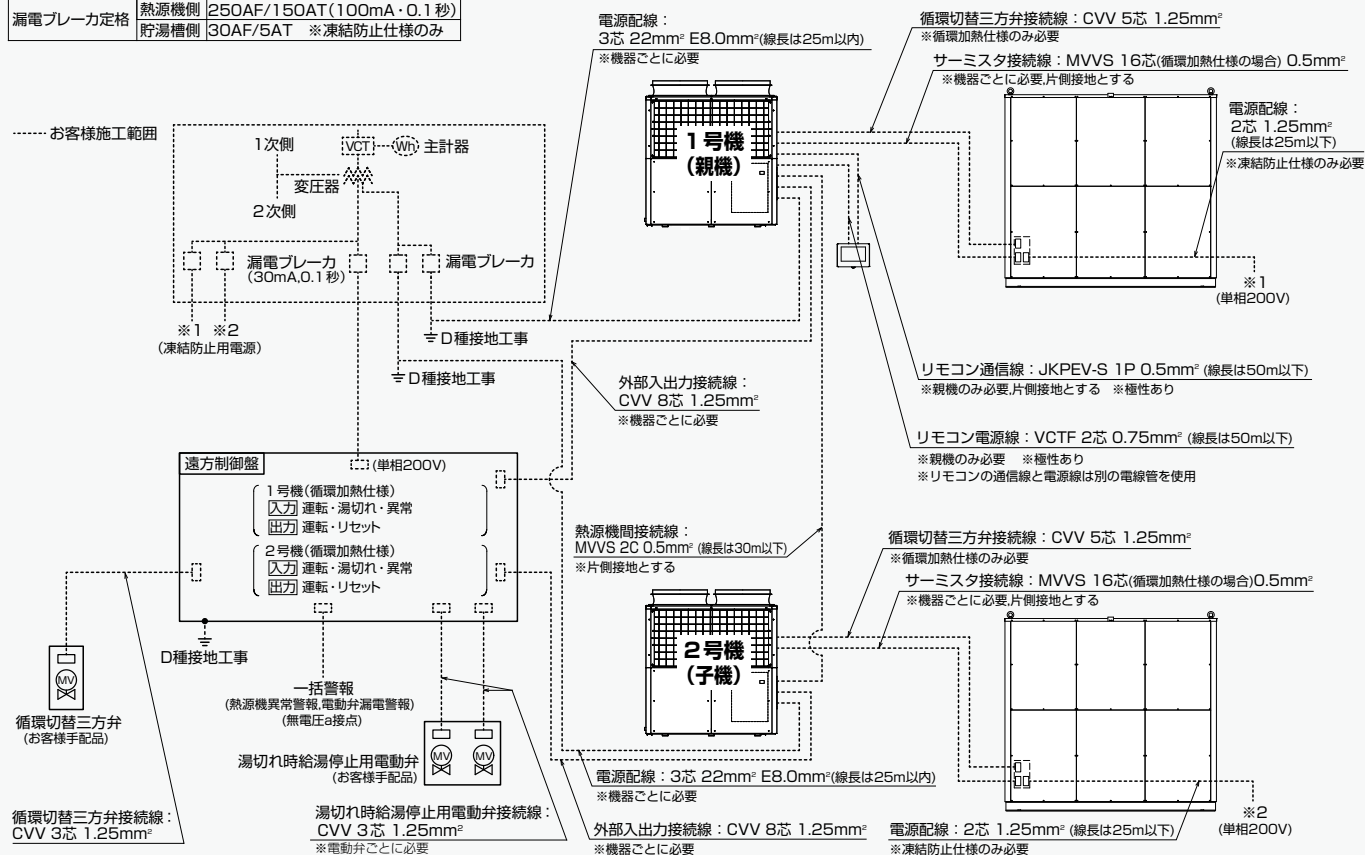 漏電ブレーカ定格
熱源機側 250AF/150AT(100mA・0.1秒)
貯湯槽側 30AF/5AT ※凍結防止仕様のみ
電源配線:
3芯 22mm² E8.0mm²(線長は25m以内)
※機器ごとに必要
循環切替三方弁接続線:CVV 5芯 1.25mm²
※循環加熱仕様のみ必要
サーミスタ接続線:MVVS 16芯(循環加熱仕様の場合) 0.5mm²
※機器ごとに必要,片側接地とする
電源配線:
2芯 1.25mm²
(線長は25m以下)
※凍結防止仕様のみ必要
お客様施工範囲
1次側
VCT
Wh
主計器
変圧器
2次側
漏電ブレーカ
(30mA,0.1秒)
漏電ブレーカ
※1 ※2
(凍結防止用電源)
D種接地工事
D種接地工事
1号機
(親機)
※1
(単相200V)
外部入出力接続線:
CVV 8芯 1.25mm²
※機器ごとに必要
リモコン通信線:JKPEV-S 1P 0.5mm² (線長は50m以下)
※親機のみ必要,片側接地とする ※極性あり
リモコン電源線:VCTF 2芯 0.75mm² (線長は50m以下)
※親機のみ必要 ※極性あり
※リモコンの通信線と電源線は別の電線管を使用
遠方制御盤
(単相200V)
1号機(循環加熱仕様)
入力 運転・湯切れ・異常
出力 運転・リセット
2号機(循環加熱仕様)
入力 運転・湯切れ・異常
出力 運転・リセット
D種接地工事
熱源機間接続線:
MVVS 2C 0.5mm² (線長は30m以下)
※片側接地とする
循環切替三方弁接続線:CVV 5芯 1.25mm²
※循環加熱仕様のみ必要
サーミスタ接続線:MVVS 16芯(循環加熱仕様の場合)0.5mm²
※機器ごとに必要,片側接地とする
2号機
(子機)
MV
循環切替三方弁
(お客様手配品)
一括警報
(熱源機異常警報,電動弁漏電警報)
(無電圧a接点)
MV
MV
湯切れ時給湯停止用電動弁
(お客様手配品)
循環切替三方弁接続線:
CVV 3芯 1.25mm²
湯切れ時給湯停止用電動弁接続線:
CVV 3芯 1.25mm²
※電動弁ごとに必要
電源配線:3芯 22mm² E8.0mm²(線長は25m以内)
※機器ごとに必要
外部入出力接続線:CVV 8芯 1.25mm²
※機器ごとに必要
電源配線:2芯 1.25mm² (線長は25m以下)
※凍結防止仕様のみ必要
※2
(単相200V)